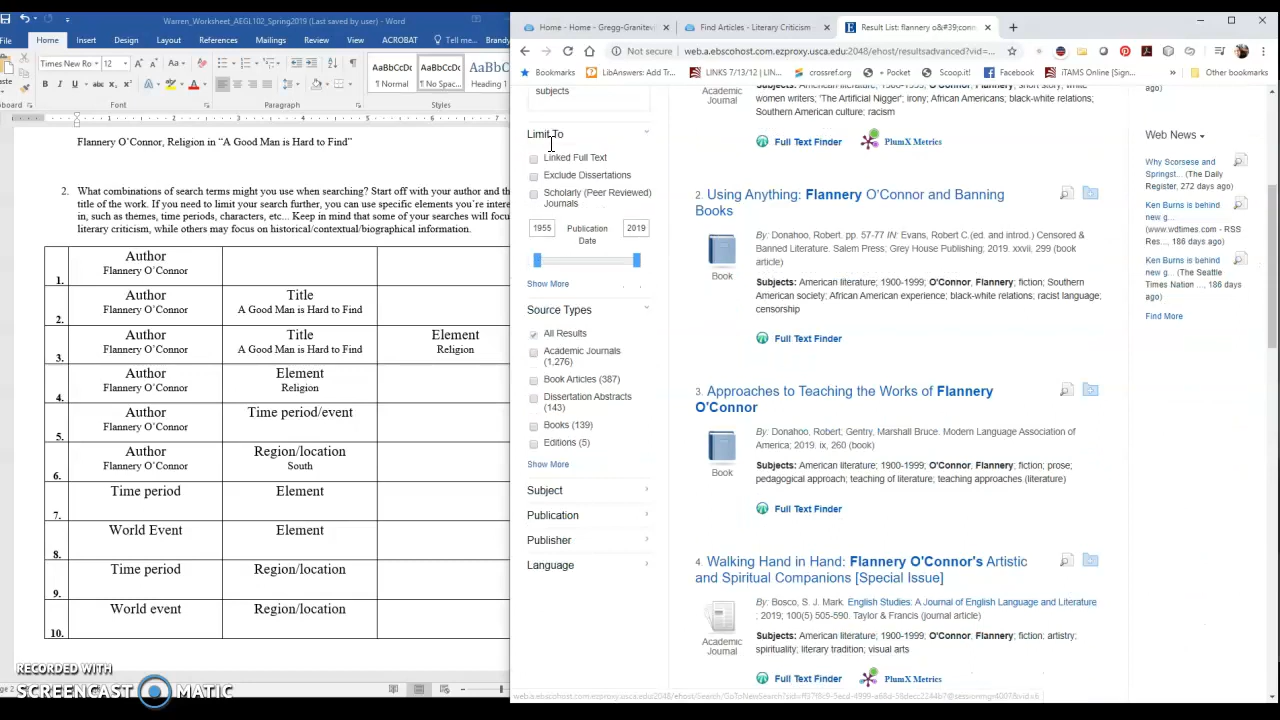 Warren_Worksheet_AEGL102_Spring2019 (Last saved by user) - Word
Home Insert Design Layout References Mailings Review View ACROBAT Tell me... Brandy...
Times New Ro 12
B I U
AaBbCcDc AaBbCcDc AaBbC
Normal No Spac... Heading 1
Font Paragraph Styles
Flannery O’Connor, Religion in “A Good Man is Hard to Find”
2. What combinations of search terms might you use when searching? Start off with your author and th
title of the work. If you need to limit your search further, you can use specific elements you’re intere
in, such as themes, time periods, characters, etc... Keep in mind that some of your searches will focu
literary criticism, while others may focus on historical/contextual/biographical information.
1. Author
Flannery O’Connor
2. Author Title
Flannery O’Connor A Good Man is Hard to Find
3. Author Title Element
Flannery O’Connor A Good Man is Hard to Find Religion
4. Author Element
Flannery O’Connor Religion
5. Author Time period/event
Flannery O’Connor
6. Author Region/location
Flannery O’Connor South
7. Time period Element
8. World Event Element
9. Time period Region/location
10. World event Region/location
RECORDED WITH
SCREENCAST MATIC
Home - Home - Gregg-Granitevi
Find Articles - Literary Criticism
Result List: flannery o&#39;conn
Not secure web.a.ebscohost.com.ezproxy.usca.edu:2048/ehost/resultsadvanced?vid=...
Bookmarks LibAnswers: Add Tr... LINKS 7/13/12 | LIN... crossref.org + Pocket Scoop.it! Facebook iTAMS Online [Sign... » Other bookmarks
subjects
Limit To
Linked Full Text
Exclude Dissertations
Scholarly (Peer Reviewed)
Journals
1955 Publication Date 2019
Show More
Source Types
All Results
Academic Journals
(1,276)
Book Articles (387)
Dissertation Abstracts
(143)
Books (139)
Editions (5)
Show More
Subject
Publication
Publisher
Language
Academic
Journal
women writers; 'The Artificial Nigger'; irony; African Americans; black-white relations;
Southern American culture; racism
Full Text Finder PlumX Metrics
2. Using Anything: Flannery O'Connor and Banning
Books
By: Donahoo, Robert. pp. 57-77 IN: Evans, Robert C.(ed. and introd.) Censored &
Banned Literature. Salem Press; Grey House Publishing; 2019. xxvii, 299 (book
article)
Book
Subjects: American literature; 1900-1999; O'Connor, Flannery; fiction; Southern
American society; African American experience; black-white relations; racist language;
censorship
Full Text Finder
3. Approaches to Teaching the Works of Flannery
O'Connor
By: Donahoo, Robert; Gentry, Marshall Bruce. Modern Language Association of
America; 2019. ix, 260 (book)
Book
Subjects: American literature; 1900-1999; O'Connor, Flannery; fiction; prose;
pedagogical approach; teaching of literature; teaching approaches (literature)
Full Text Finder
4. Walking Hand in Hand: Flannery O'Connor's Artistic
and Spiritual Companions [Special Issue]
By: Bosco, S. J. Mark. English Studies: A Journal of English Language and Literature
; 2019; 100(5) 505-590. Taylor & Francis (journal article)
Academic
Journal
Subjects: American literature; 1900-1999; O'Connor, Flannery; fiction; artistry;
spirituality; literary tradition; visual arts
Full Text Finder PlumX Metrics
ago)
Web News
Why Scorsese and
Springst... (The Daily
Register, 272 days ago)
Ken Burns is behind
new g...
(www.wdtimes.com - RSS
Res..., 186 days ago)
Ken Burns is behind
new g... (The Seattle
Times Nation ..., 186 days
ago)
Find More